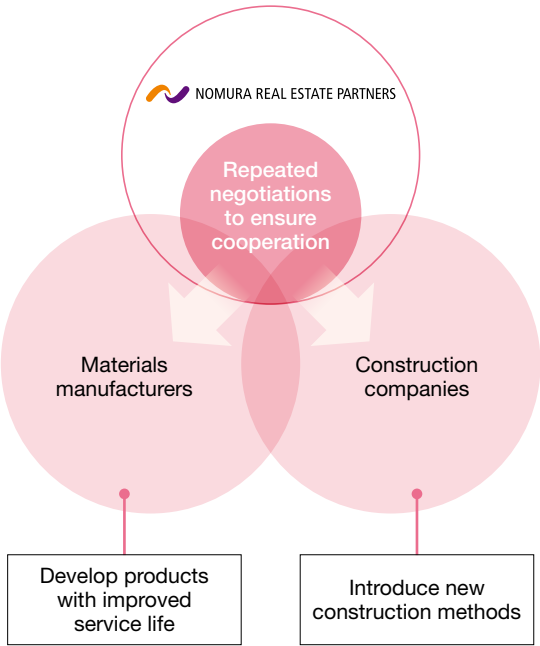 NOMURA REAL ESTATE PARTNERS
Repeated
negotiations
to ensure
cooperation
Materials
manufacturers
Construction
companies
Develop products
with improved
service life
Introduce new
construction methods